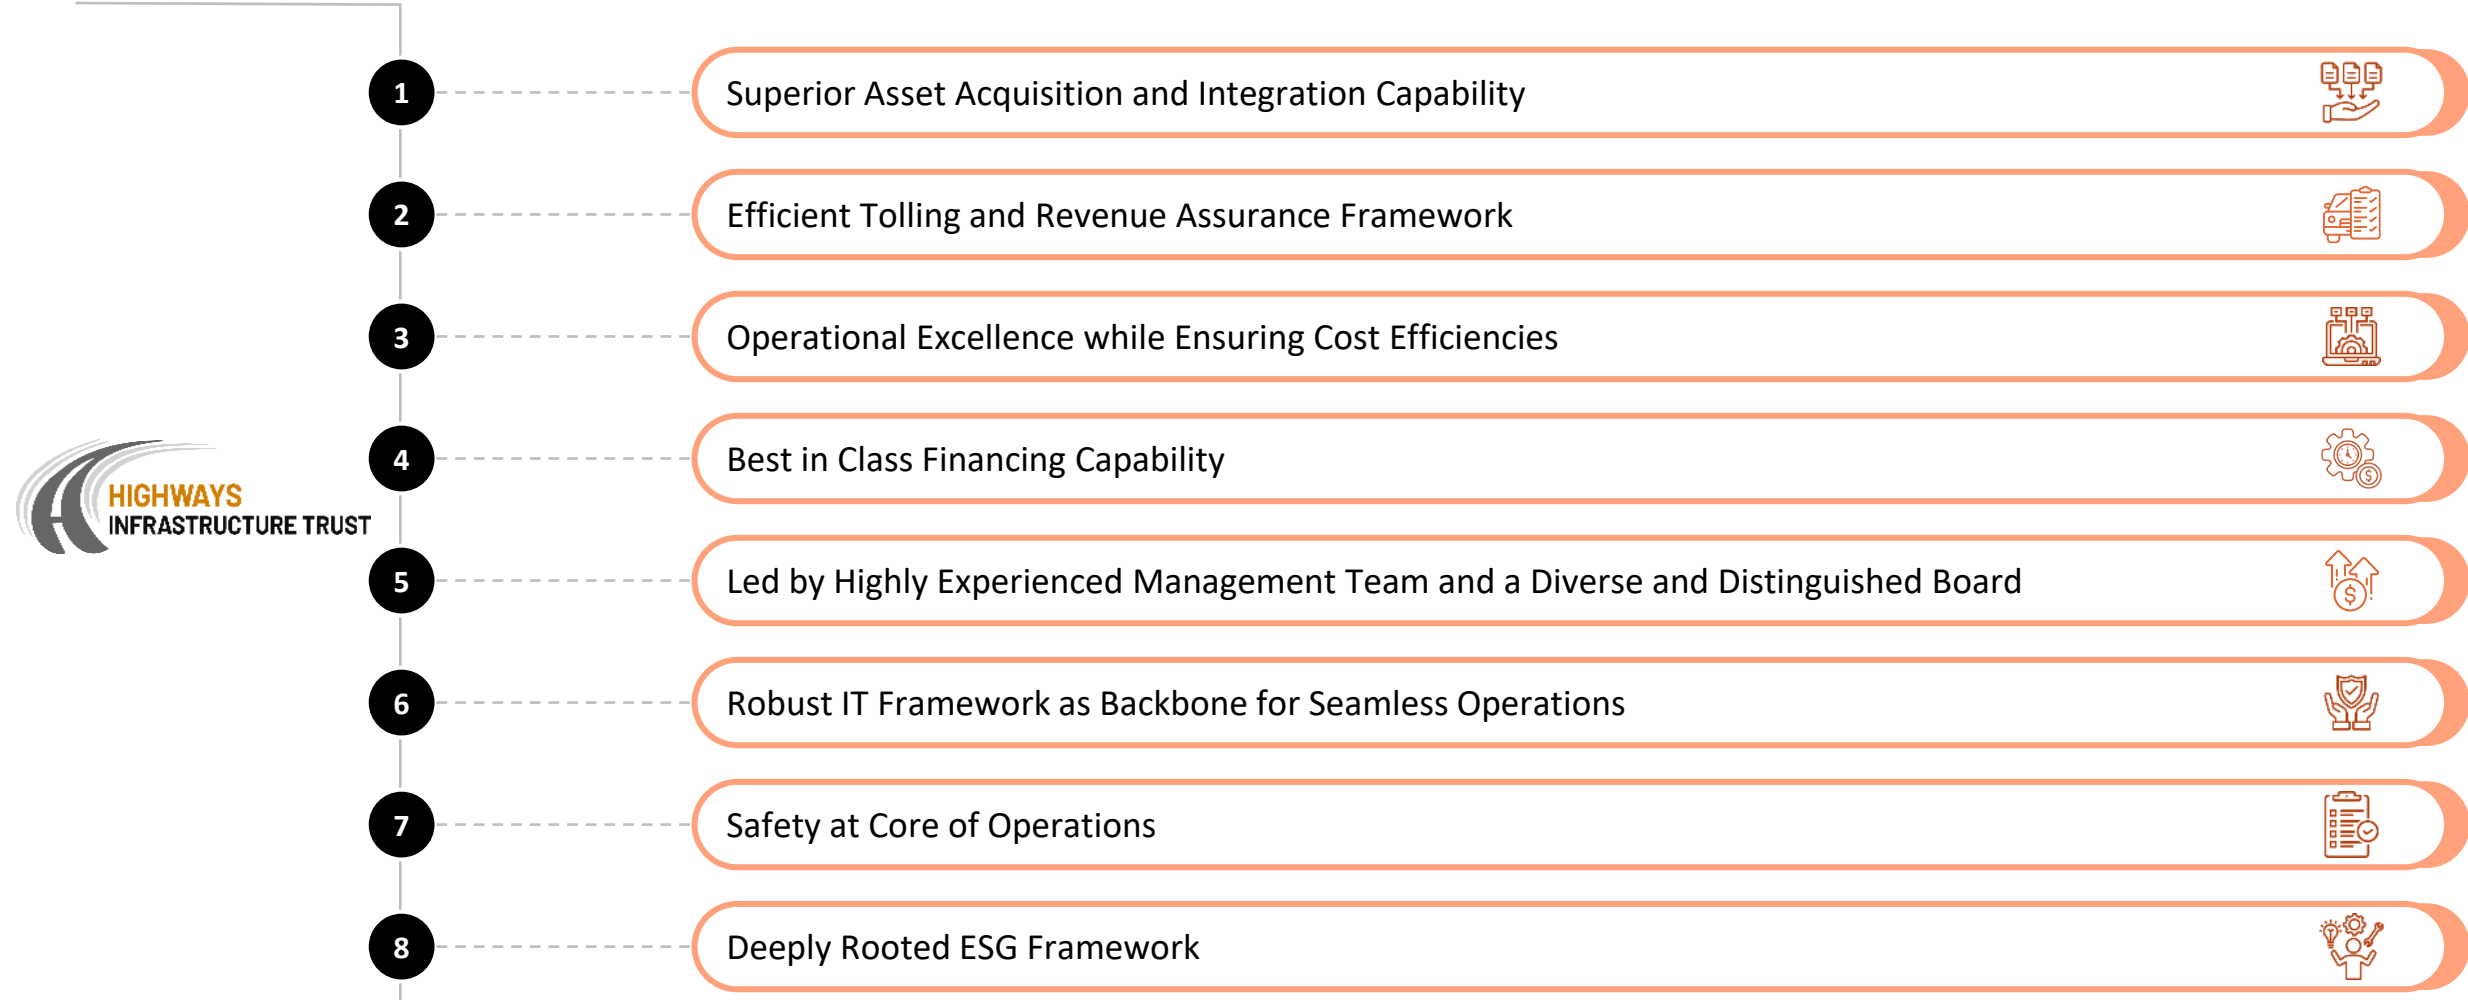 1
Superior Asset Acquisition and Integration Capability
2
Efficient Tolling and Revenue Assurance Framework
3
Operational Excellence while Ensuring Cost Efficiencies
4
Best in Class Financing Capability
HIGHWAYS
INFRASTRUCTURE TRUST
5
Led by Highly Experienced Management Team and a Diverse and Distinguished Board
6
Robust IT Framework as Backbone for Seamless Operations
7
Safety at Core of Operations
8
Deeply Rooted ESG Framework